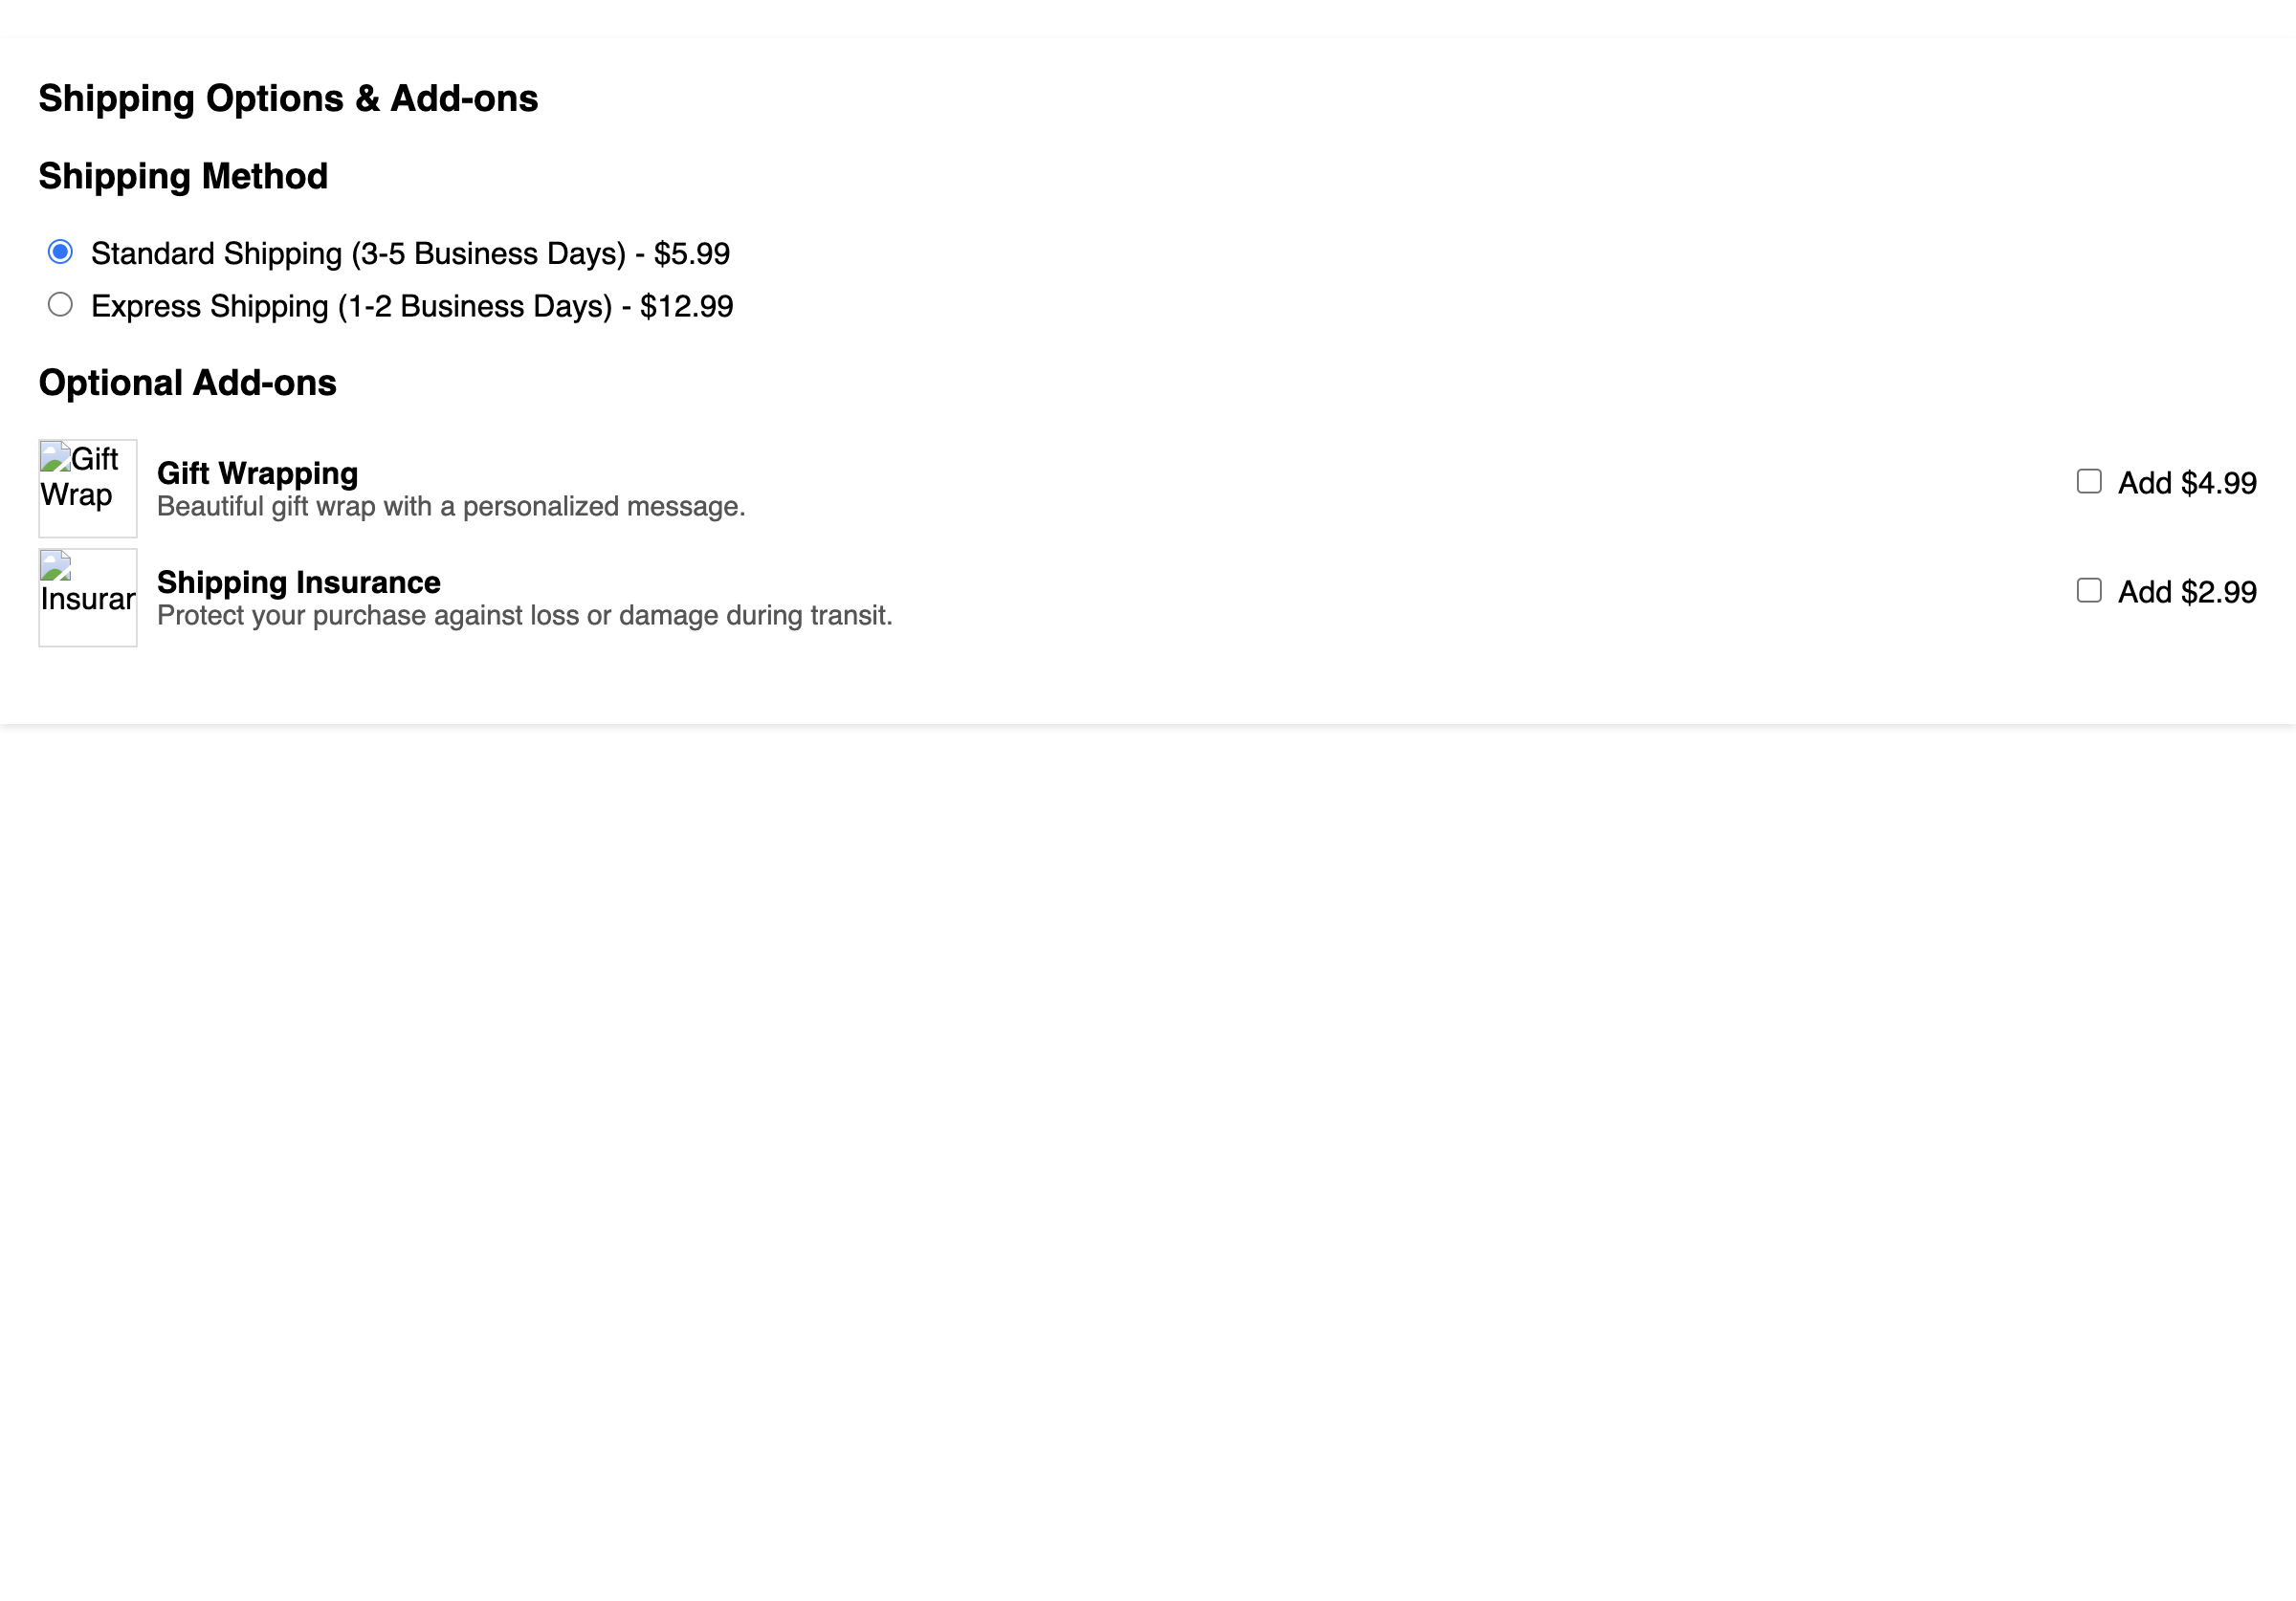 Shipping Options & Add-ons
Shipping Method
Standard Shipping (3-5 Business Days) - $5.99
Express Shipping (1-2 Business Days) - $12.99
Optional Add-ons
Gift
Wrap
Gift Wrapping
Beautiful gift wrap with a personalized message.
Add $4.99
Shipping Insurance
Protect your purchase against loss or damage during transit.
Add $2.99